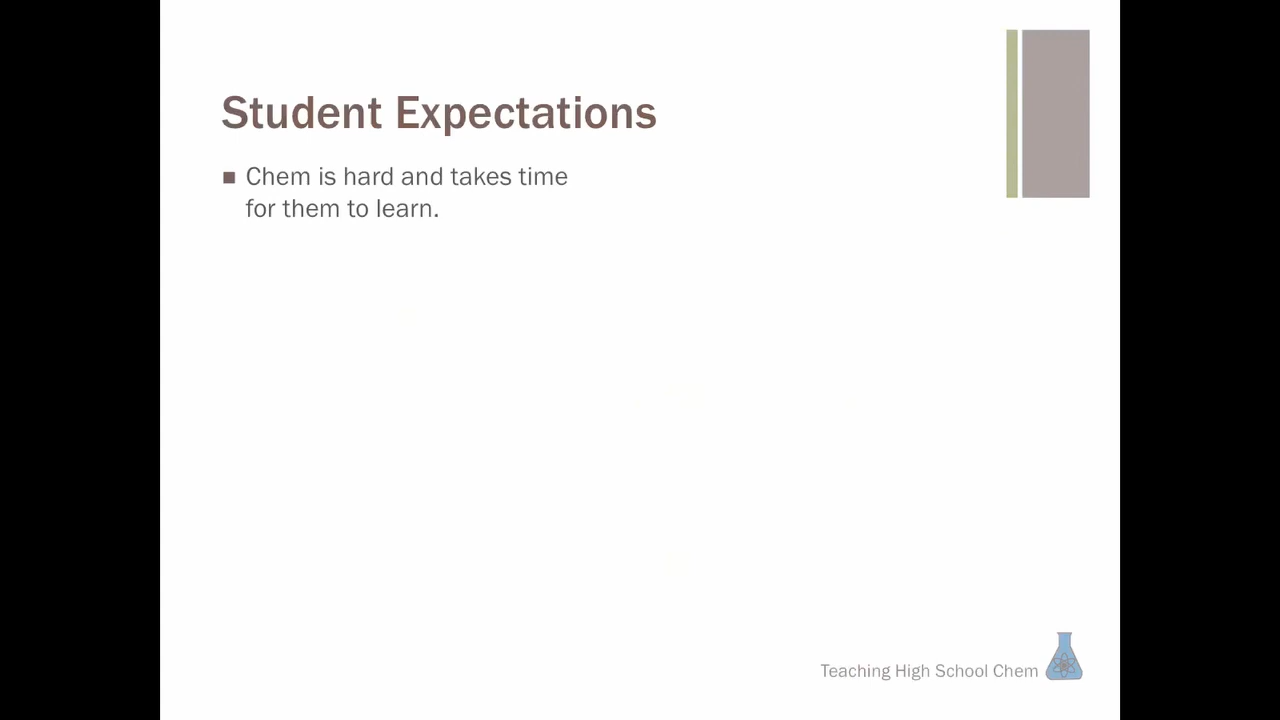 Student Expectations
Chem is hard and takes time
for them to learn.
Teaching High School Chem